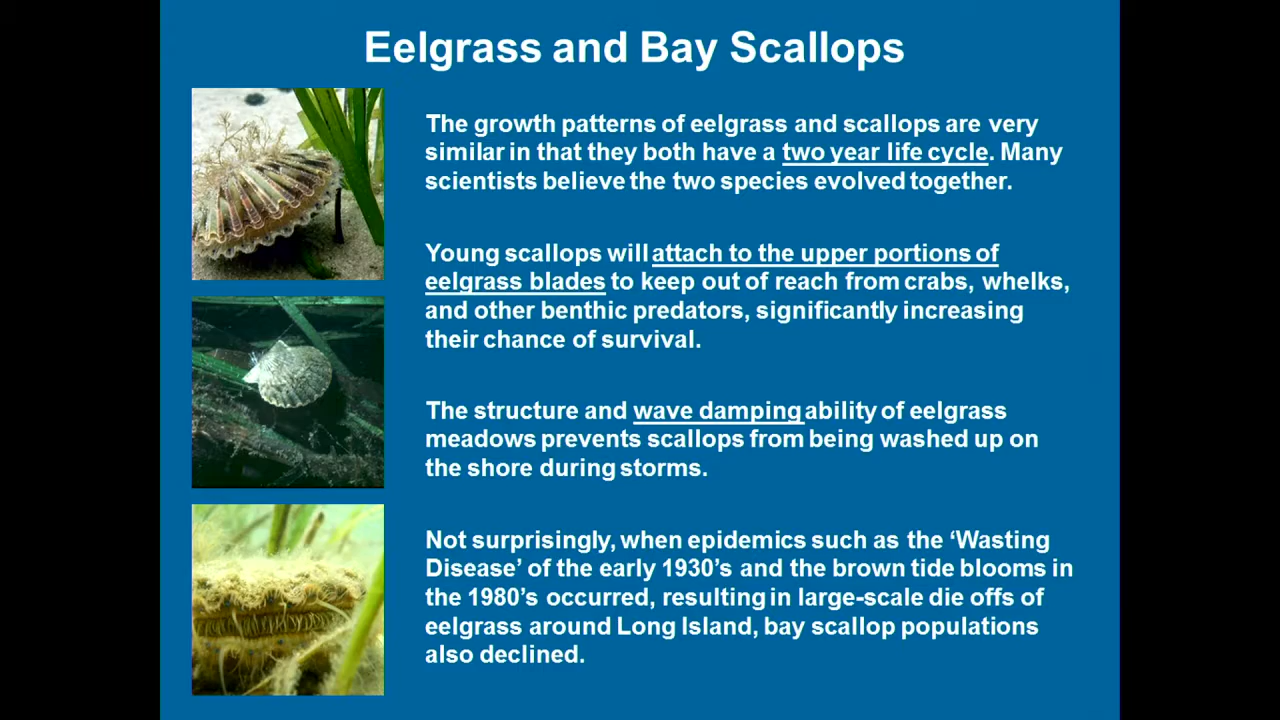 Eelgrass and Bay Scallops
The growth patterns of eelgrass and scallops are very
similar in that they both have a two year life cycle. Many
scientists believe the two species evolved together.
Young scallops will attach to the upper portions of
eelgrass blades to keep out of reach from crabs, whelks,
and other benthic predators, significantly increasing
their chance of survival.
The structure and wave damping ability of eelgrass
meadows prevents scallops from being washed up on
the shore during storms.
Not surprisingly, when epidemics such as the ‘Wasting
Disease’ of the early 1930’s and the brown tide blooms in
the 1980’s occurred, resulting in large-scale die offs of
eelgrass around Long Island, bay scallop populations
also declined.